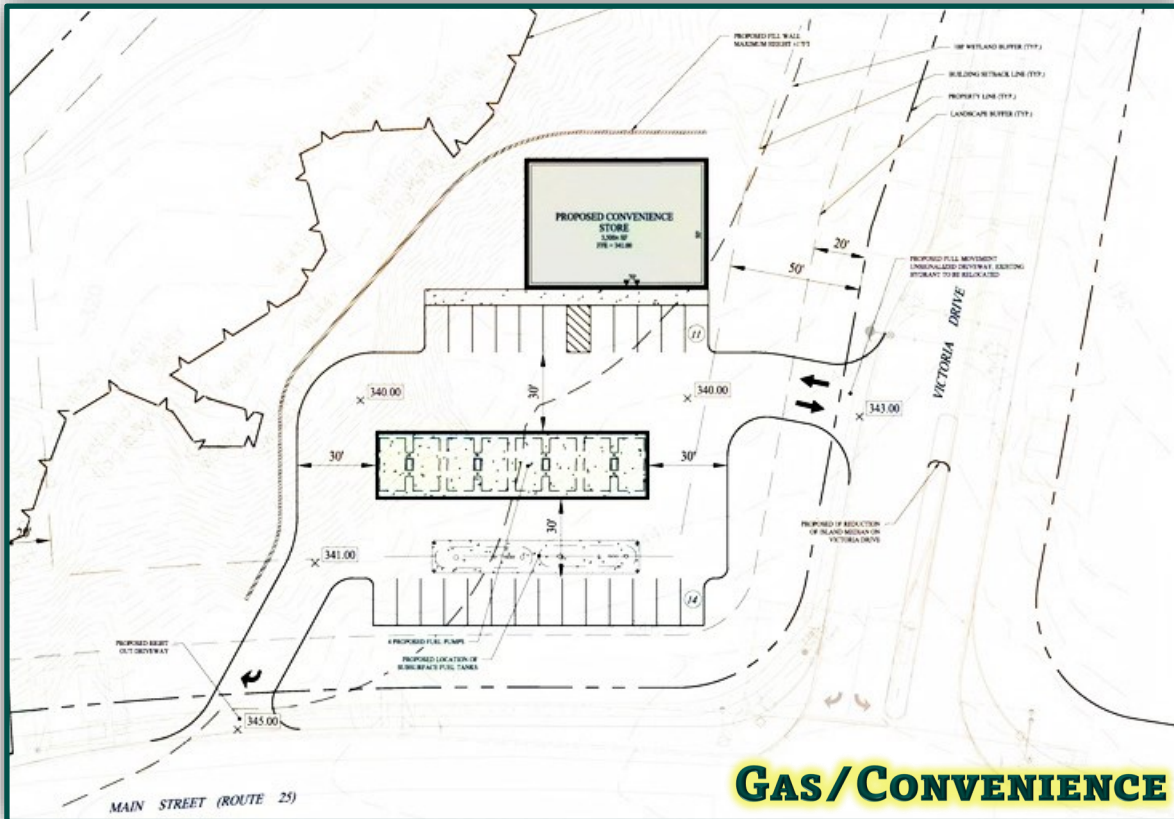 PROPOSED FILL WALL
MAXIMUM HEIGHT
100' WETLAND BUFFER (TYP.)
BUILDING SETBACK LINE (TYP.)
PROPERTY LINE (TYP.)
LANDSCAPE BUFFER (TYP.)
PROPOSED CONVENIENCE
STORE
FFE = 341.00
20'
50'
PROPOSED FULL MOVEMENT
UNSIGNALIZED DRIVEWAY. EXISTING
HYDRANT TO BE RELOCATED
VICTORIA DRIVE
11
30'
340.00
340.00
343.00
30'
30'
30'
341.00
14
PROPOSED
REDUCTION
OF ISLAND MEDIAN ON
VICTORIA DRIVE
PROPOSED RIGHT
OUT DRIVEWAY
PROPOSED FUEL PUMPS
PROPOSED LOCATION OF
SUBSURFACE FUEL TANKS
345.00
MAIN STREET (ROUTE 25)
GAS/CONVENIENCE